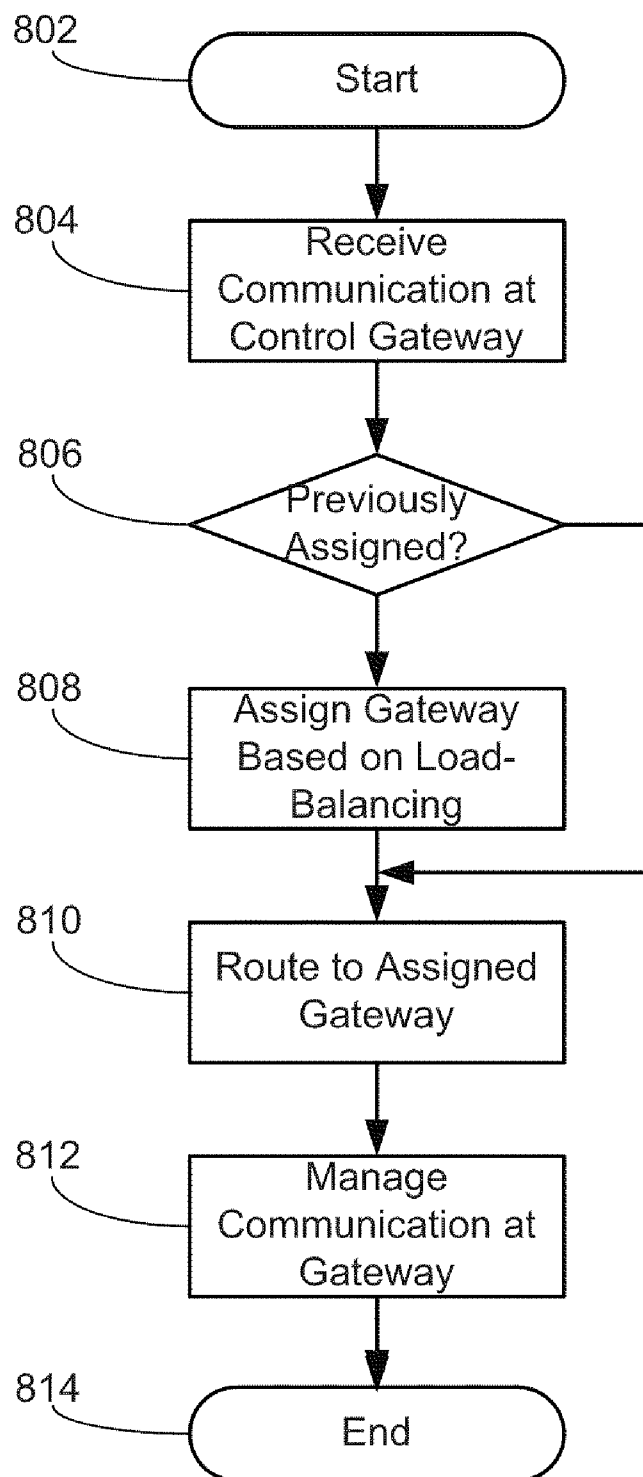 802
Start
804
Receive
Communication at
Control Gateway
806
Previously
Assigned?
808
Assign Gateway
Based on Load-
Balancing
810
Route to Assigned
Gateway
812
Manage
Communication at
Gateway
814
End